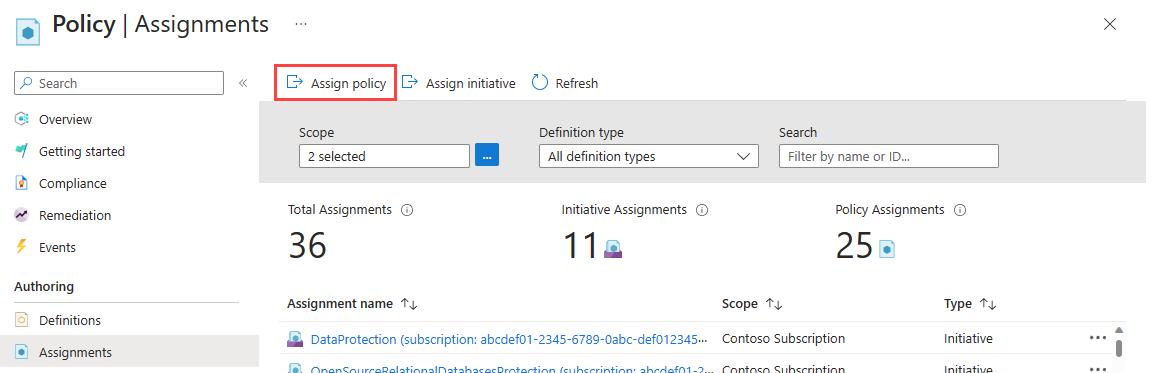 Policy | Assignments ...
Search «
Overview
Getting started
Compliance
Remediation
Events
Authoring
Definitions
Assignments
Assign policy Assign initiative Refresh
Scope Definition type Search
2 selected ... All definition types Filter by name or ID...
Total Assignments Initiative Assignments Policy Assignments
36 11 25
Assignment name ↑↓ Scope ↑↓ Type ↑↓
DataProtection (subscription: abcdef01-2345-6789-0abc-def012345... Contoso Subscription Initiative ...
OpenSourceRelationalDatabasesProtection (subscription: abcdef01-2... Contoso Subscription Initiative ...